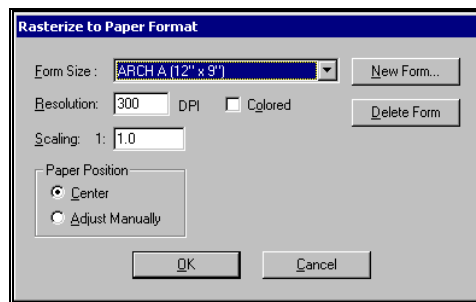 Rasterize to Paper Format
Form Size : ARCH A (12" x 9") New Form...
Resolution: 300 DPI Colored Delete Form
Scaling: 1: 1.0
Paper Position
Center
Adjust Manually
OK Cancel